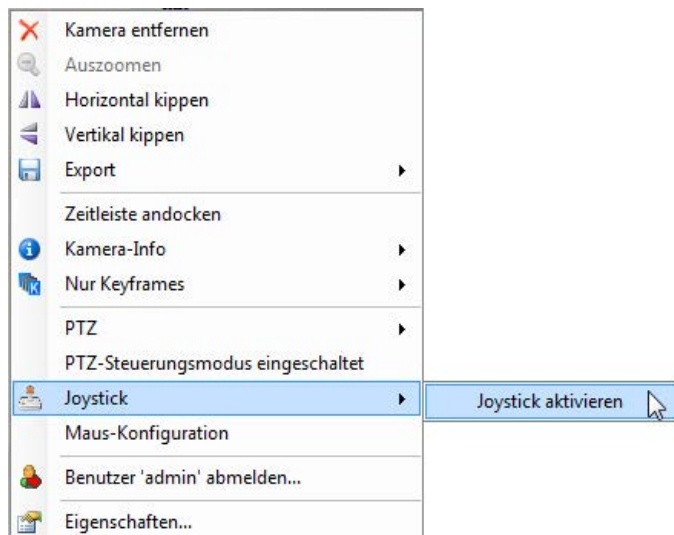 Kamera entfernen
Auszoomen
Horizontal kippen
Vertikal kippen
Export
Zeitleiste andocken
Kamera-Info
Nur Keyframes
PTZ
PTZ-Steuerungsmodus eingeschaltet
Joystick
Joystick aktivieren
Maus-Konfiguration
Benutzer 'admin' abmelden...
Eigenschaften...